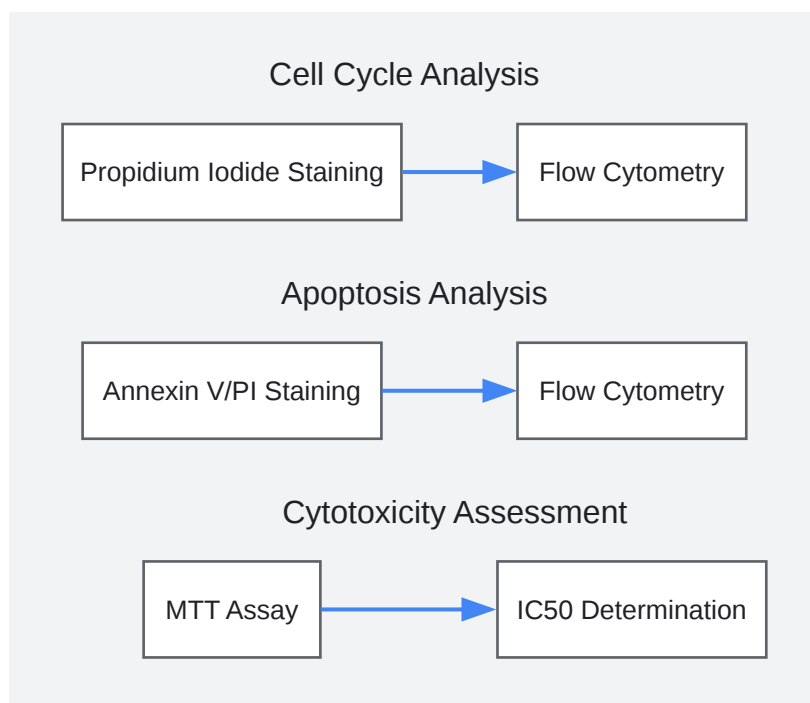 Cell Cycle Analysis
Propidium Iodide Staining
Flow Cytometry
Apoptosis Analysis
Annexin V/PI Staining
Flow Cytometry
Cytotoxicity Assessment
MTT Assay
IC50 Determination